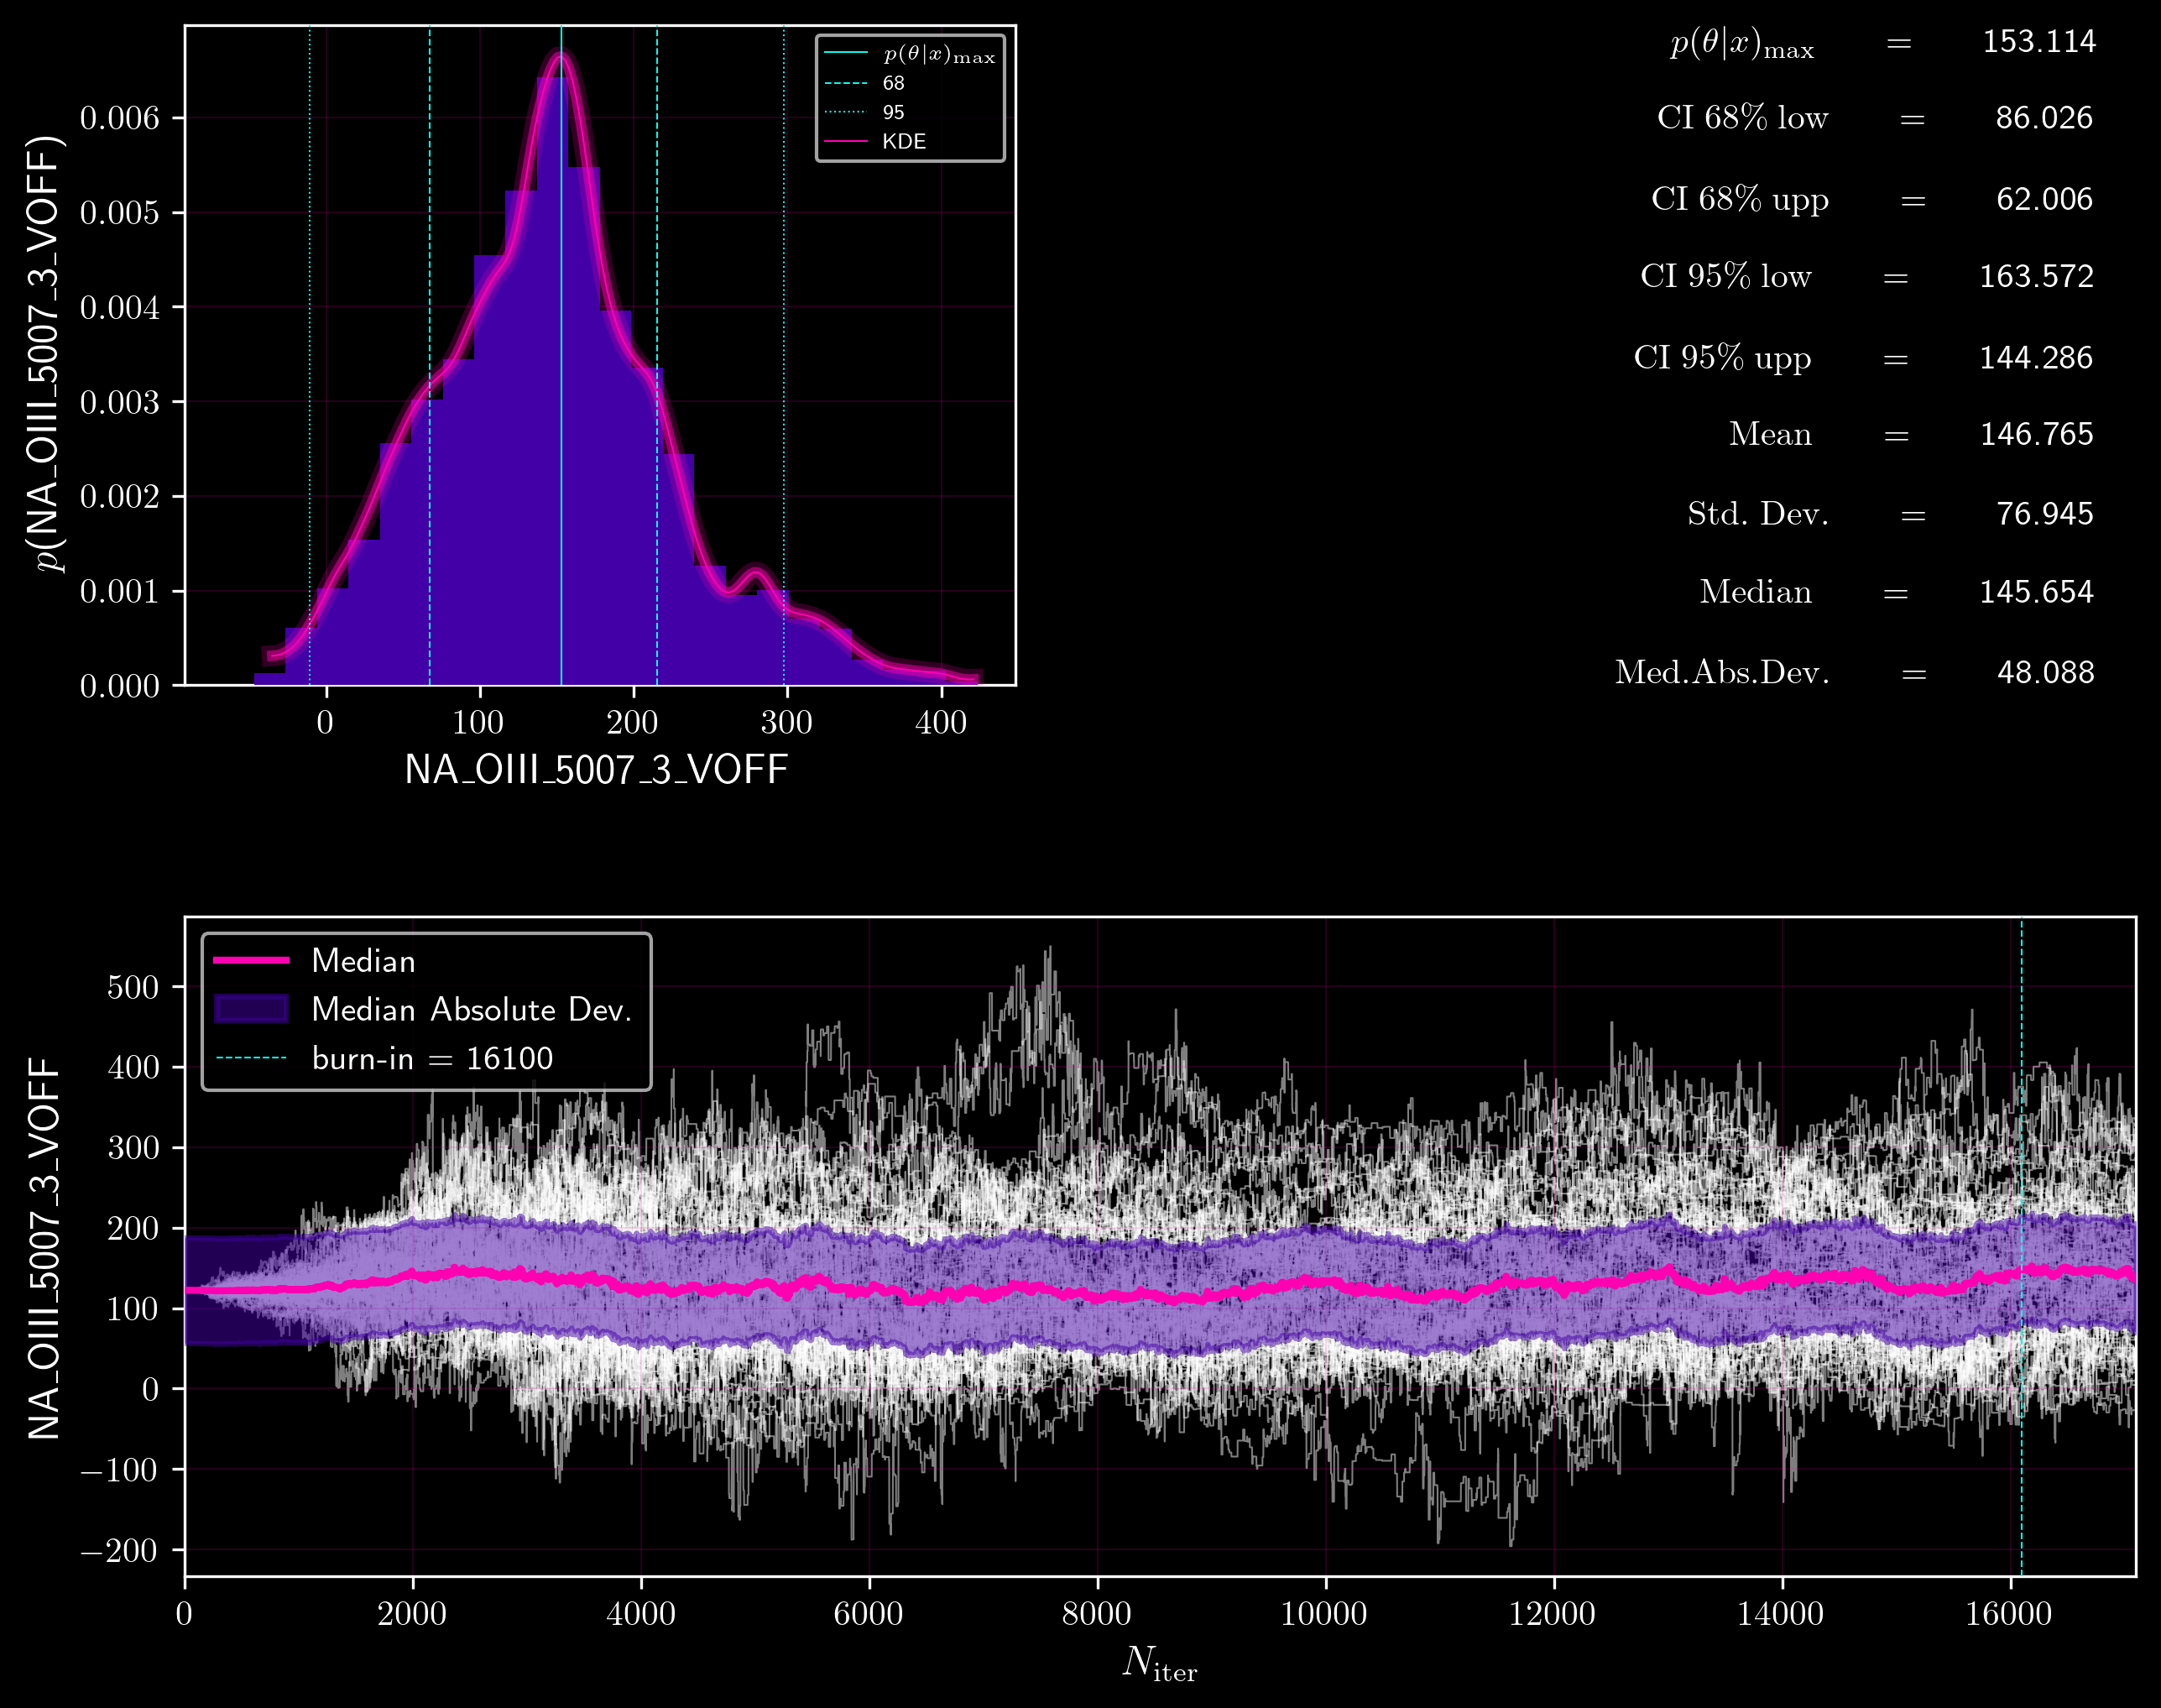 p(NA_OIII_5007_3_VOFF)
0.006
0.005
0.004
0.003
0.002
0.001
0.000
0 100 200 300 400
NA_OIII_5007_3_VOFF
p(θ|x)max
68
95
KDE
p(θ|x)max = 153.114
CI 68% low = 86.026
CI 68% upp = 62.006
CI 95% low = 163.572
CI 95% upp = 144.286
Mean = 146.765
Std. Dev. = 76.945
Median = 145.654
Med.Abs.Dev. = 48.088
NA_OIII_5007_3_VOFF
500
400
300
200
100
0
−100
−200
Median
Median Absolute Dev.
burn-in = 16100
0 2000 4000 6000 8000 10000 12000 14000 16000
Niter